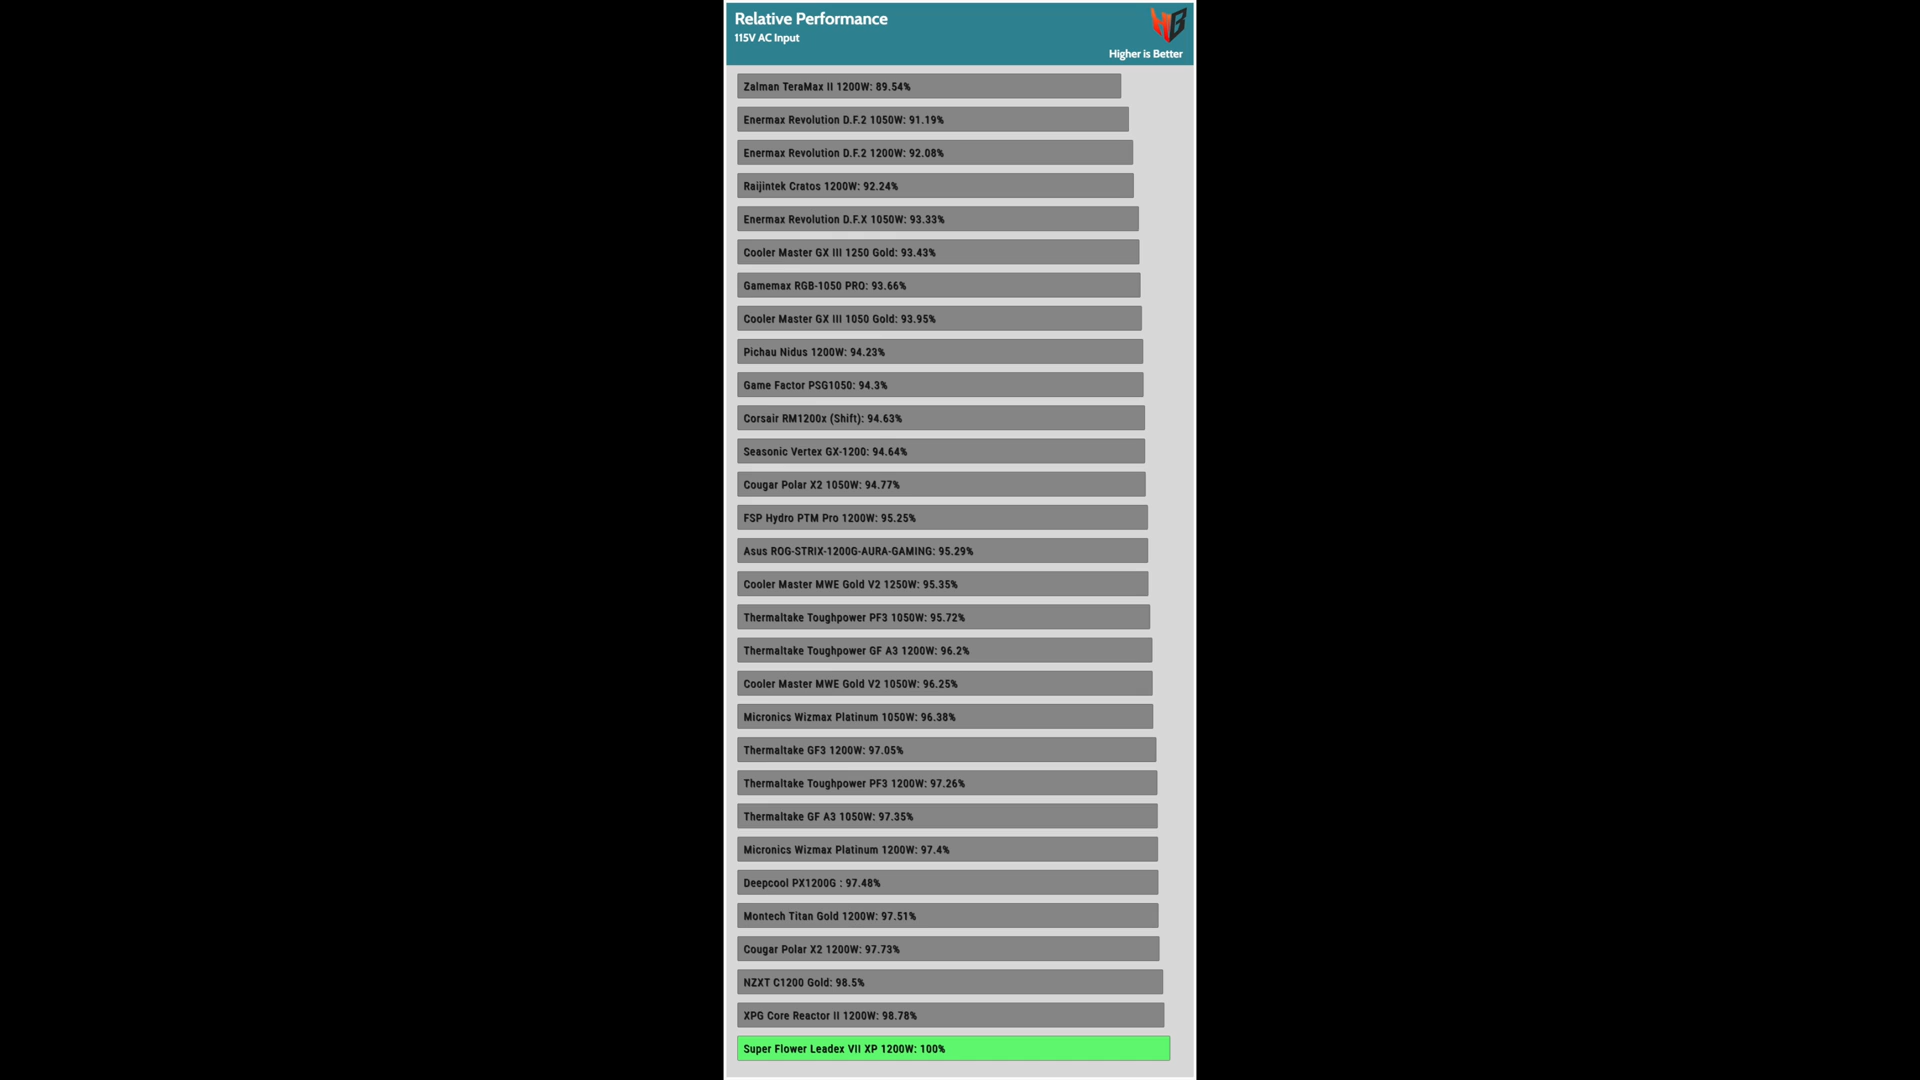 Relative Performance
115V AC Input
HB
Higher is Better
Zalman TeraMax II 1200W: 89.54%
Enermax Revolution D.F.2 1050W: 91.19%
Enermax Revolution D.F.2 1200W: 92.08%
Raijintek Cratos 1200W: 92.24%
Enermax Revolution D.F.X 1050W: 93.33%
Cooler Master GX III 1250 Gold: 93.43%
Gamemax RGB-1050 PRO: 93.66%
Cooler Master GX III 1050 Gold: 93.95%
Pichau Nidus 1200W: 94.23%
Game Factor PSG1050: 94.3%
Corsair RM1200x (Shift): 94.63%
Seasonic Vertex GX-1200: 94.64%
Cougar Polar X2 1050W: 94.77%
FSP Hydro PTM Pro 1200W: 95.25%
Asus ROG-STRIX-1200G-AURA-GAMING: 95.29%
Cooler Master MWE Gold V2 1250W: 95.35%
Thermaltake Toughpower PF3 1050W: 95.72%
Thermaltake Toughpower GF A3 1200W: 96.2%
Cooler Master MWE Gold V2 1050W: 96.25%
Micronics Wizmax Platinum 1050W: 96.38%
Thermaltake GF3 1200W: 97.05%
Thermaltake Toughpower PF3 1200W: 97.26%
Thermaltake GF A3 1050W: 97.35%
Micronics Wizmax Platinum 1200W: 97.4%
Deepcool PX1200G : 97.48%
Montech Titan Gold 1200W: 97.51%
Cougar Polar X2 1200W: 97.73%
NZXT C1200 Gold: 98.5%
XPG Core Reactor II 1200W: 98.78%
Super Flower Leadex VII XP 1200W: 100%